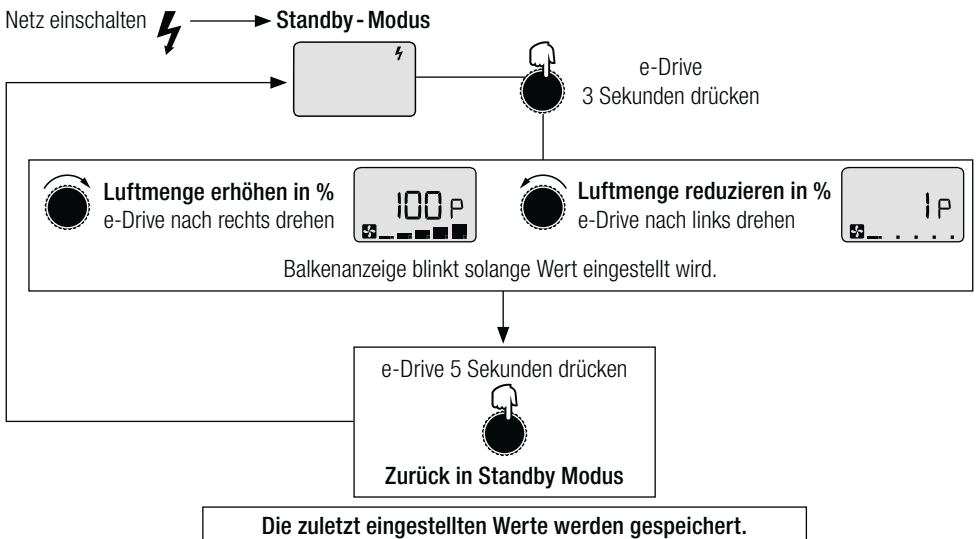 Netz einschalten
Standby - Modus
e-Drive
3 Sekunden drücken
Luftmenge erhöhen in %
e-Drive nach rechts drehen
100 P
Luftmenge reduzieren in %
e-Drive nach links drehen
1 P
Balkenanzeige blinkt solange Wert eingestellt wird.
e-Drive 5 Sekunden drücken
Zurück in Standby Modus
Die zuletzt eingestellten Werte werden gespeichert.